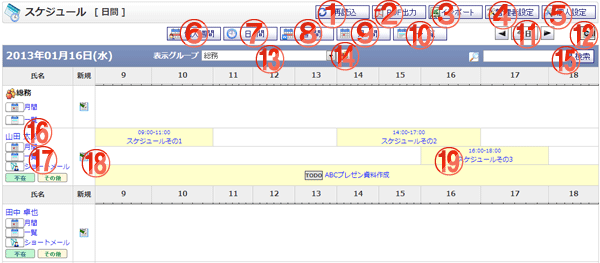 スケジュール [ 日間 ]
① 再読込 ② PDF出力 ③ ポート ④ 者設定 ⑤ 人設定
⑥ 週間 ⑦ 日間 ⑧ 週間 ⑨ 月間 ⑩ 一覧 ◀ ⑪ 今日 ▶ ⑫
2013年01月16日(水) 表示グループ ⑬ 総務 ⑭ ⑮ 検索
氏名 新規 9 10 11 12 13 14 15 16 17 18
総務
月間
一覧
⑯ 山田 太
09:00-11:00
スケジュールその1
14:00-17:00
スケジュールその2
月間
⑰ 一覧 ⑱
16:00-18:00
⑲ スケジュールその3
ショートメール
不在 その他
TODO ABCプレゼン資料作成
氏名 新規 9 10 11 12 13 14 15 16 17 18
田中 卓也
月間
一覧
ショートメール
不在 その他